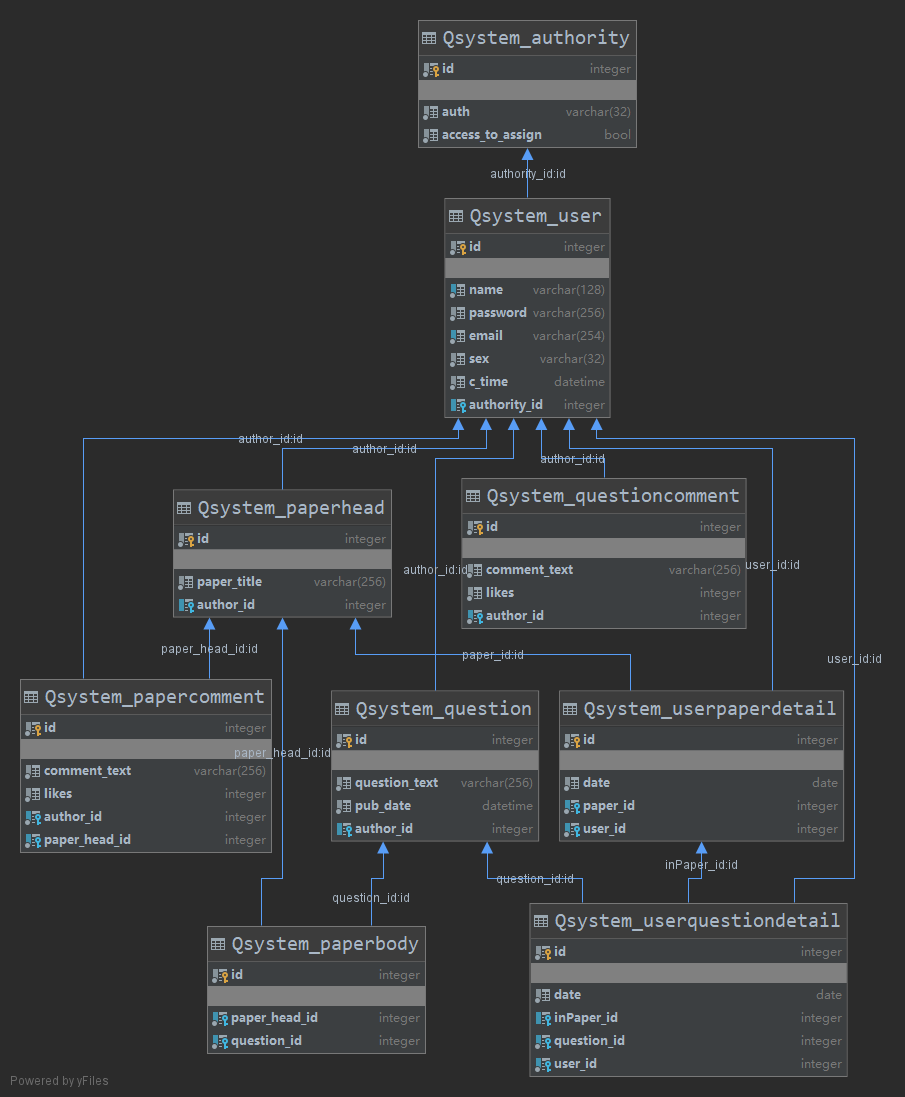 Qsystem_authority
id integer
auth varchar(32)
access_to_assign bool
authority_id:id
Qsystem_user
id integer
name varchar(128)
password varchar(256)
email varchar(254)
sex varchar(32)
c_time datetime
authority_id integer
author_id:id
author_id:id
author_id:id
Qsystem_paperhead
id integer
paper_title varchar(256)
author_id integer
Qsystem_questioncomment
id integer
comment_text varchar(256)
likes integer
author_id integer
author_id:id
user_id:id
paper_head_id:id
paper_id:id
user_id:id
Qsystem_papercomment
id integer
comment_text varchar(256)
likes integer
author_id integer
paper_head_id integer
paper_head_id:id
Qsystem_question
id integer
question_text varchar(256)
pub_date datetime
author_id integer
Qsystem_userpaperdetail
id integer
date date
paper_id integer
user_id integer
inPaper_id:id
question_id:id
question_id:id
Qsystem_paperbody
id integer
paper_head_id integer
question_id integer
Qsystem_userquestiondetail
id integer
date date
inPaper_id integer
question_id integer
user_id integer
Powered by yFiles